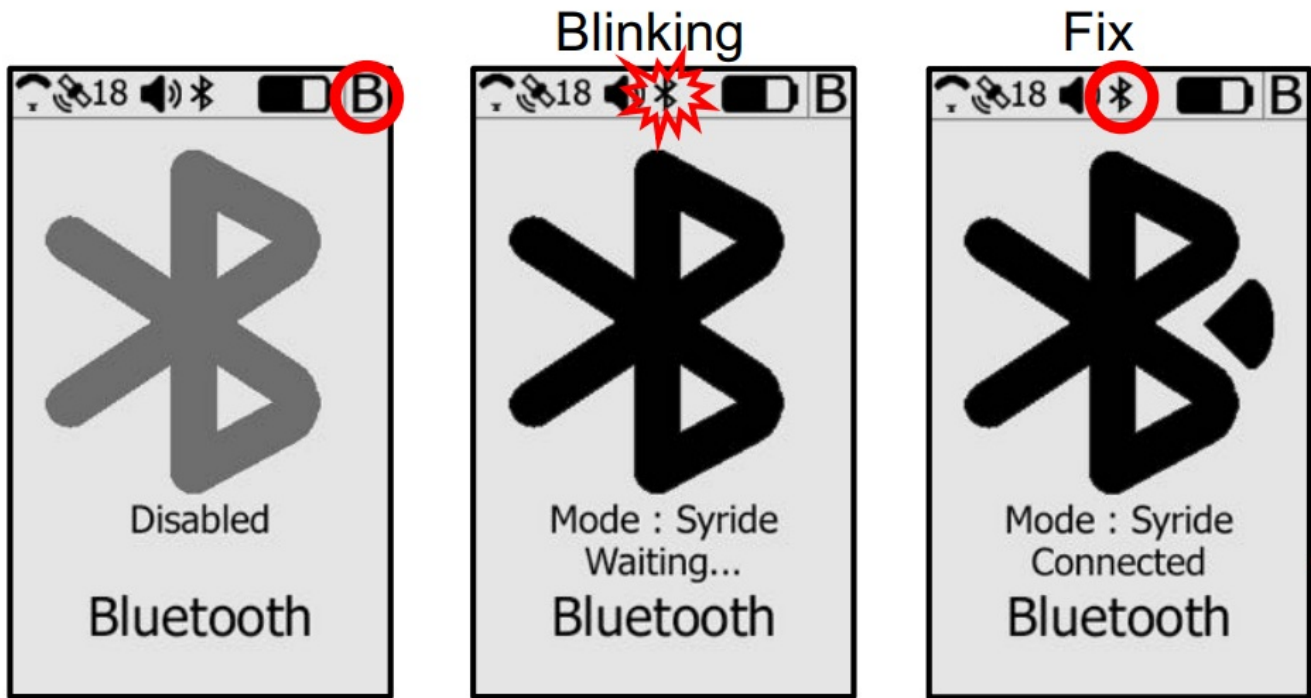 Blinking
Fix
18 B
18 B
18 B
Disabled
Bluetooth
Mode : Syride
Waiting...
Bluetooth
Mode : Syride
Connected
Bluetooth